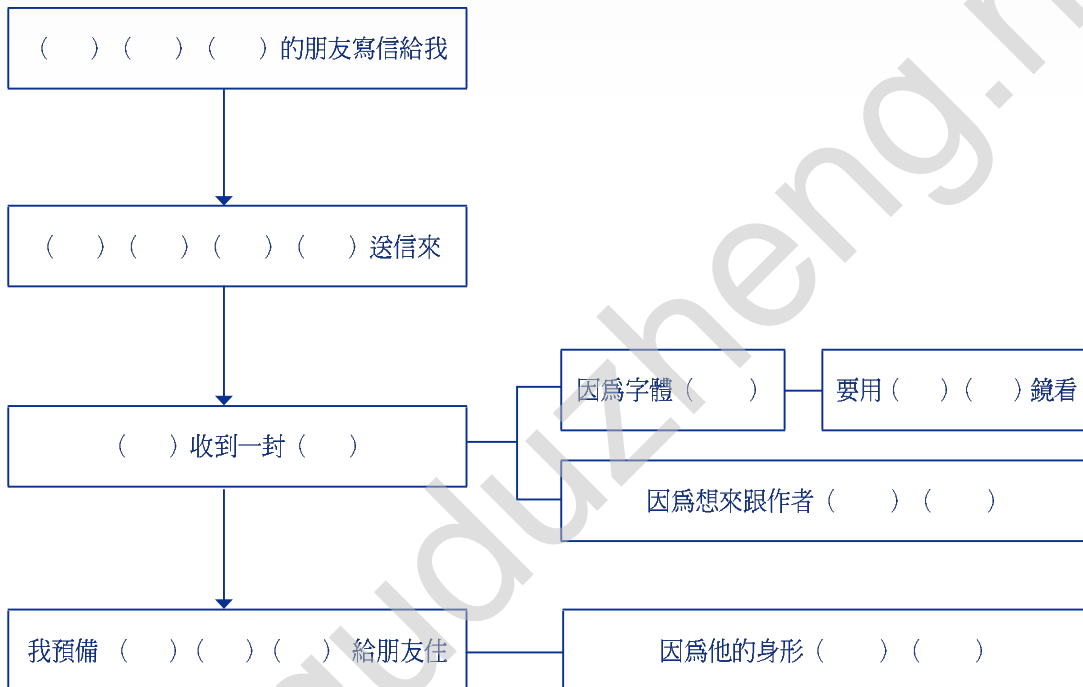 （　　）（　　）（　　）的朋友寫信給我
（　　）（　　）（　　）（　　）送信來
因爲字體（　　）
要用（　　）（　　）鏡看
（　　）收到一封（　　）
因爲想來跟作者（　　）（　　）
我預備（　　）（　　）（　　）給朋友住
因爲他的身形（　　）（　　）